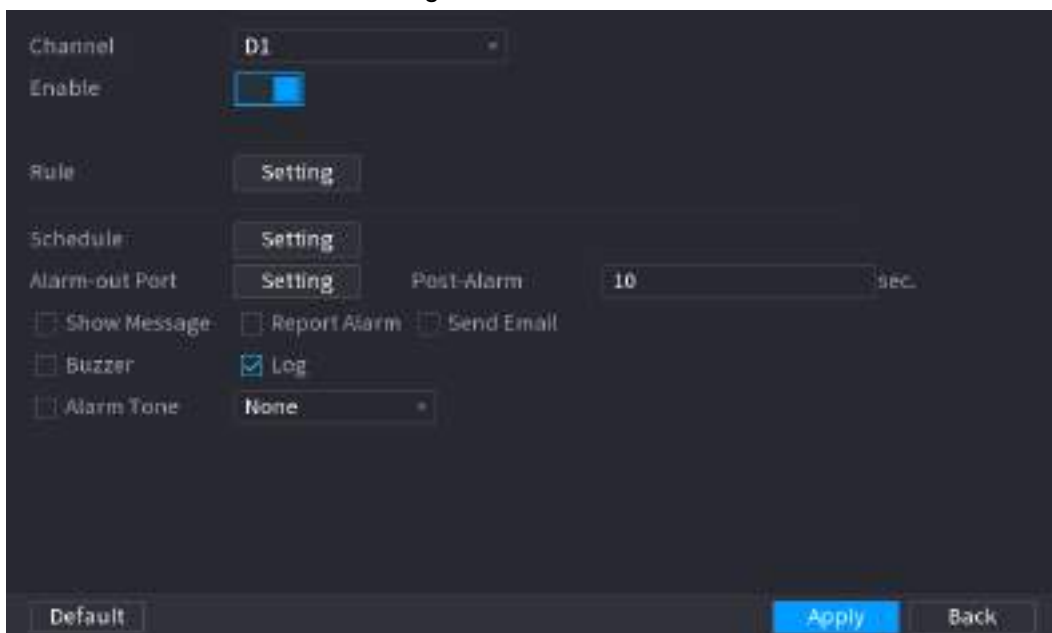 Channel D1
Enable
Rule Setting
Schedule Setting
Alarm-out Port Setting Post-Alarm 10 sec.
Show Message Report Alarm Send Email
Buzzer Log
Alarm Tone None
Default Apply Back